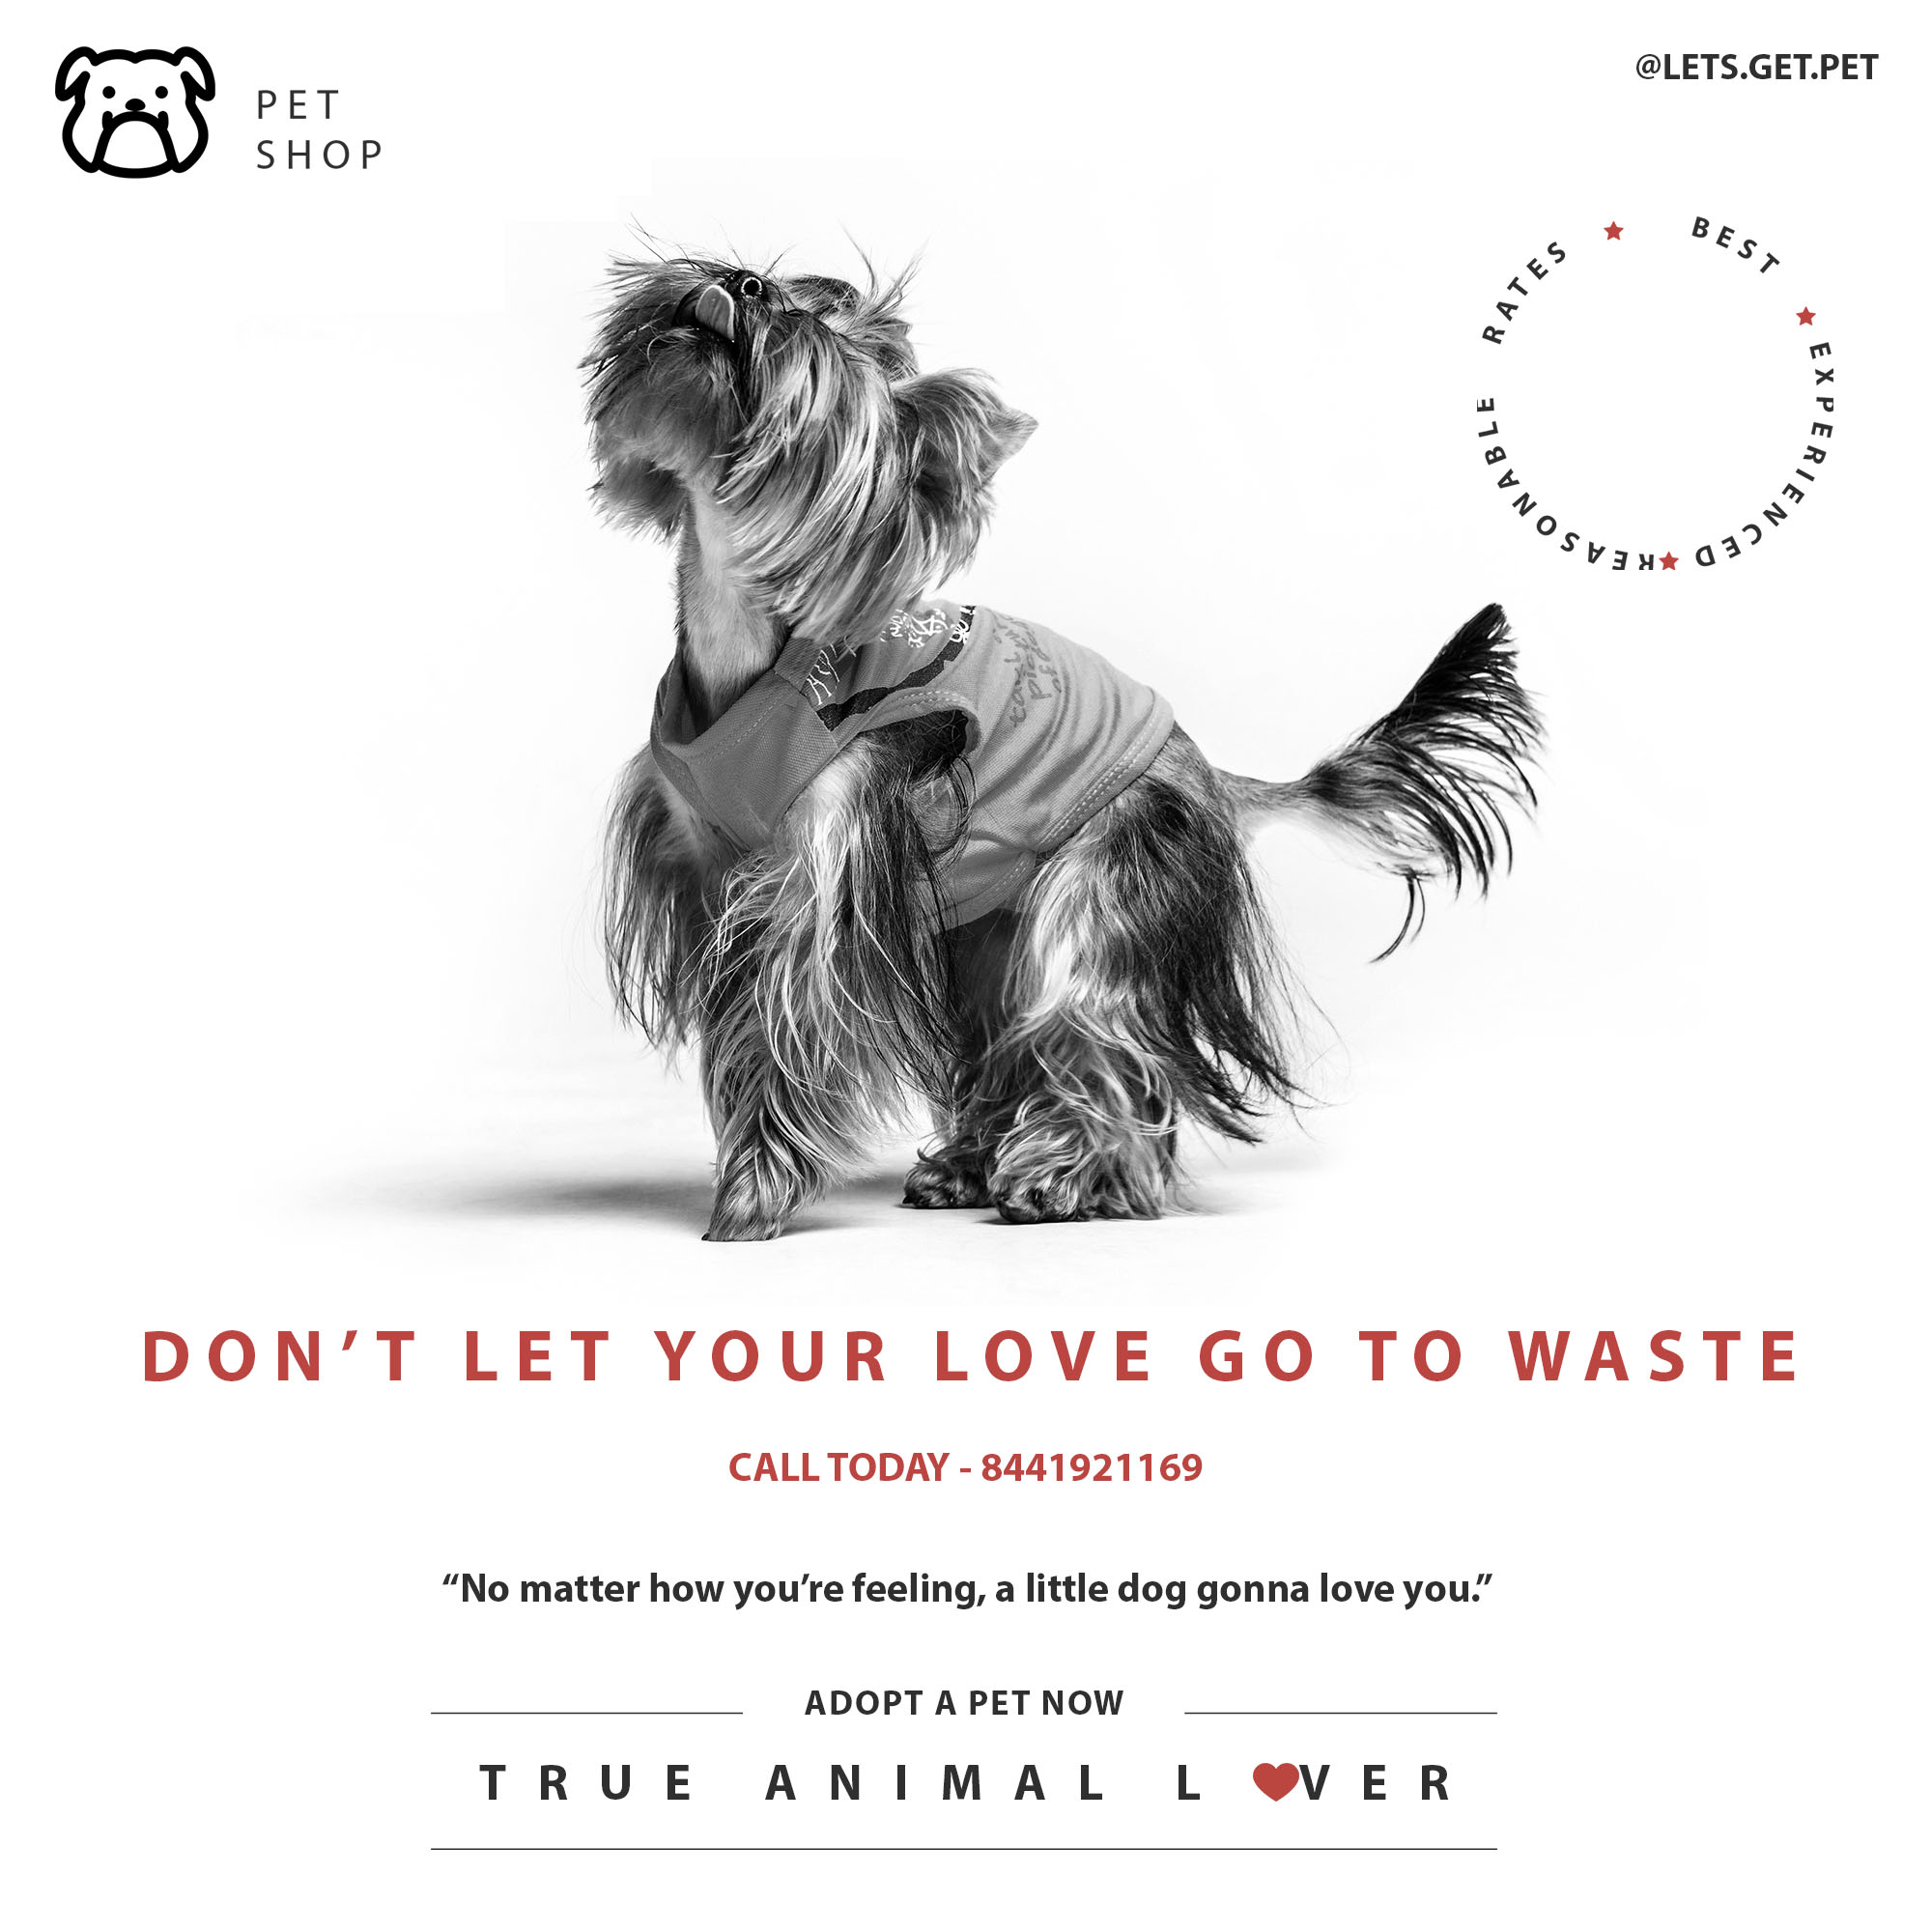 PET
SHOP
@LETS.GET.PET
BEST
EXPERIENCED
REASONABLE
RATES
DON’T LET YOUR LOVE GO TO WASTE
CALL TODAY - 8441921169
“No matter how you’re feeling, a little dog gonna love you.”
ADOPT A PET NOW
TRUE ANIMAL L❤VER